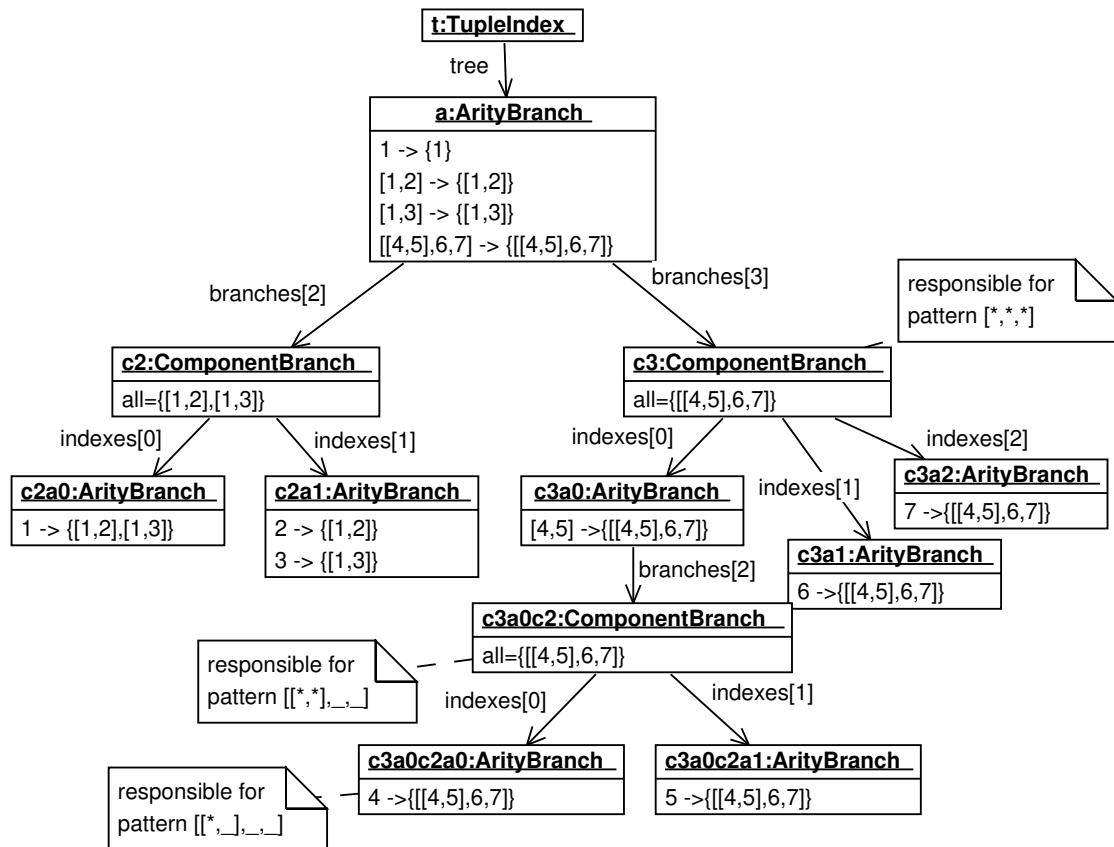 t:TupleIndex
tree
a:ArityBranch
1 -> {1}
[1,2] -> {[1,2]}
[1,3] -> {[1,3]}
[[4,5],6,7] -> {[[4,5],6,7]}
branches[2]
branches[3]
responsible for
pattern [*,*,*]
c2:ComponentBranch
all={[1,2],[1,3]}
c3:ComponentBranch
all={[[4,5],6,7]}
indexes[0]
indexes[1]
indexes[0]
indexes[1]
indexes[2]
c2a0:ArityBranch
1 -> {[1,2],[1,3]}
c2a1:ArityBranch
2 -> {[1,2]}
3 -> {[1,3]}
c3a0:ArityBranch
[4,5] ->{[[4,5],6,7]}
c3a2:ArityBranch
7 ->{[[4,5],6,7]}
c3a1:ArityBranch
6 ->{[[4,5],6,7]}
branches[2]
c3a0c2:ComponentBranch
all={[[4,5],6,7]}
responsible for
pattern [[*,*],_,_]
indexes[0]
indexes[1]
c3a0c2a0:ArityBranch
4 ->{[[4,5],6,7]}
c3a0c2a1:ArityBranch
5 ->{[[4,5],6,7]}
responsible for
pattern [[*,_],_,_]